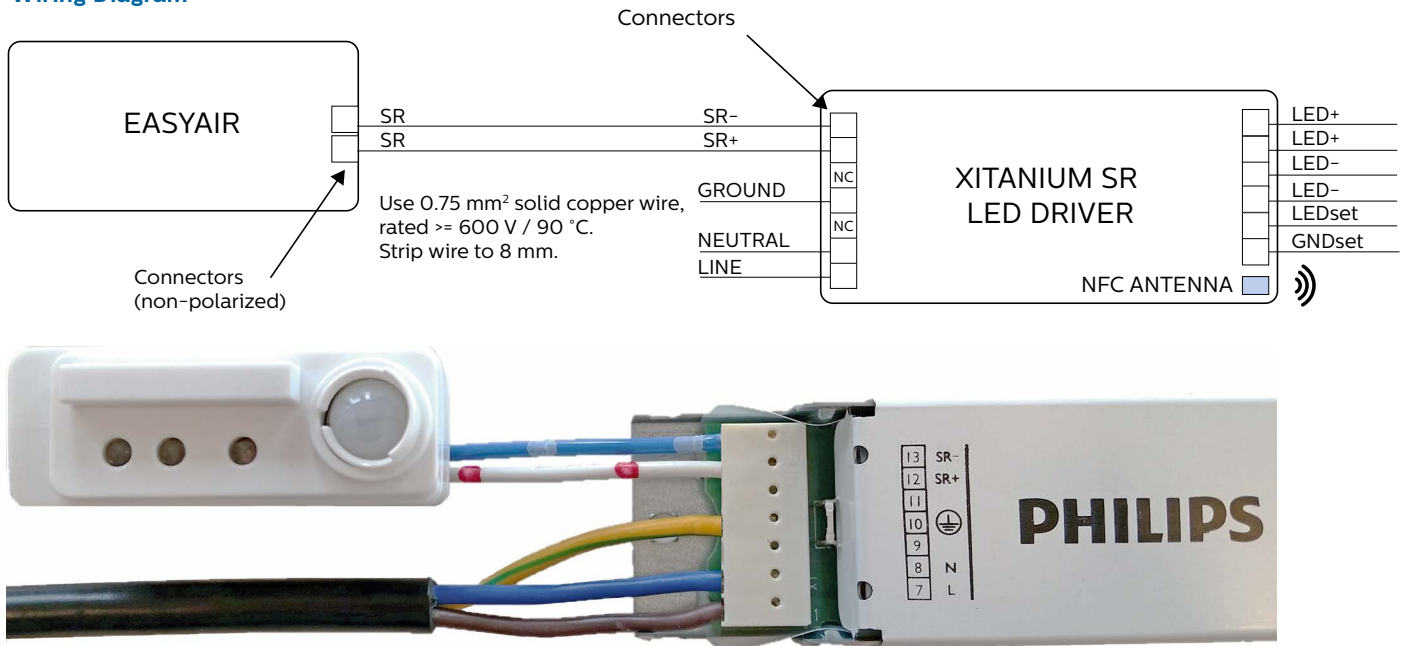 Wiring Diagram
Connectors
EASYAIR
SR
SR
SR-
SR+
GROUND
NEUTRAL
LINE
NC
NC
XITANIUM SR
LED DRIVER
NFC ANTENNA
LED+
LED+
LED-
LED-
LEDset
GNDset
Use 0.75 mm² solid copper wire,
rated >= 600 V / 90 °C.
Strip wire to 8 mm.
Connectors
(non-polarized)
13 SR-
12 SR+
11
10
9
8 N
7 L
PHILIPS